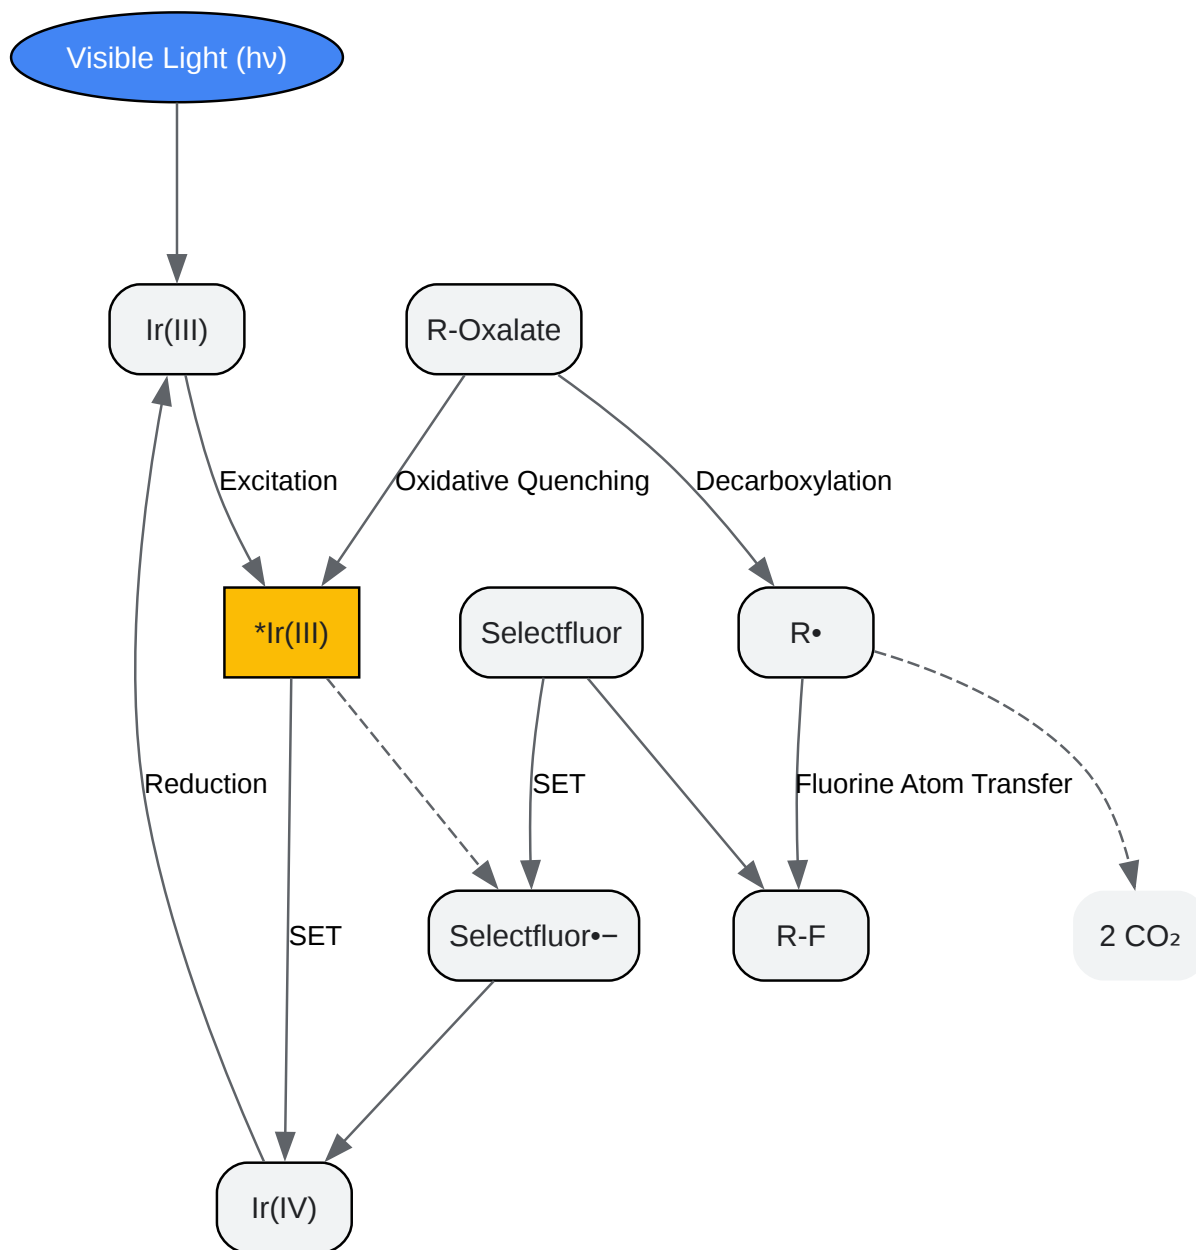 Visible Light (hν)
Ir(III)
R-Oxalate
Excitation
Oxidative Quenching
Decarboxylation
*Ir(III)
Selectfluor
R•
Reduction
SET
Fluorine Atom Transfer
SET
Selectfluor•−
R-F
2 CO₂
Ir(IV)